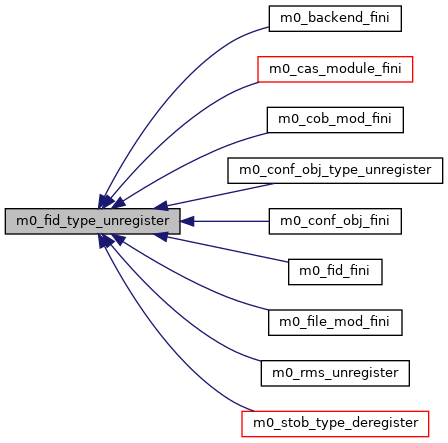 m0_backend_fini
m0_cas_module_fini
m0_cob_mod_fini
m0_conf_obj_type_unregister
m0_fid_type_unregister
m0_conf_obj_fini
m0_fid_fini
m0_file_mod_fini
m0_rms_unregister
m0_stob_type_deregister